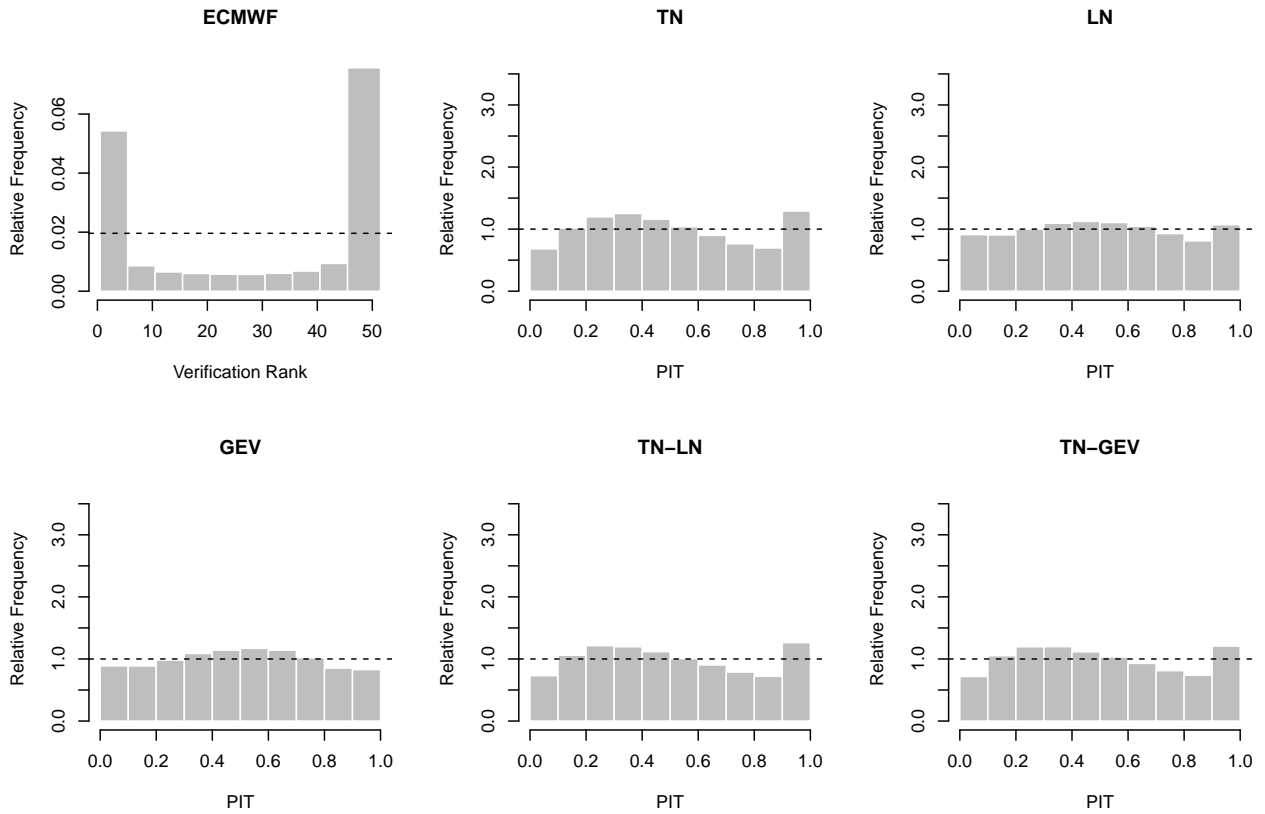 ECMWF
Relative Frequency
0.00 0.02 0.04 0.06
0 10 20 30 40 50
Verification Rank
TN
Relative Frequency
0.0 1.0 2.0 3.0
0.0 0.2 0.4 0.6 0.8 1.0
PIT
LN
Relative Frequency
0.0 1.0 2.0 3.0
0.0 0.2 0.4 0.6 0.8 1.0
PIT
GEV
Relative Frequency
0.0 1.0 2.0 3.0
0.0 0.2 0.4 0.6 0.8 1.0
PIT
TN−LN
Relative Frequency
0.0 1.0 2.0 3.0
0.0 0.2 0.4 0.6 0.8 1.0
PIT
TN−GEV
Relative Frequency
0.0 1.0 2.0 3.0
0.0 0.2 0.4 0.6 0.8 1.0
PIT